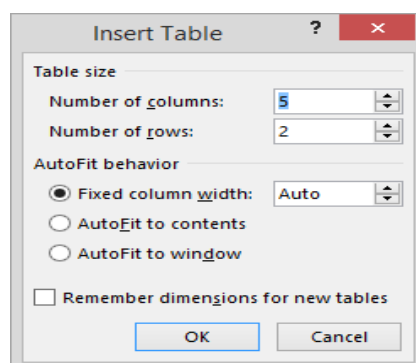 Insert Table ?
Table size
Number of columns: 5
Number of rows: 2
AutoFit behavior
Fixed column width: Auto
AutoFit to contents
AutoFit to window
Remember dimensions for new tables
OK Cancel